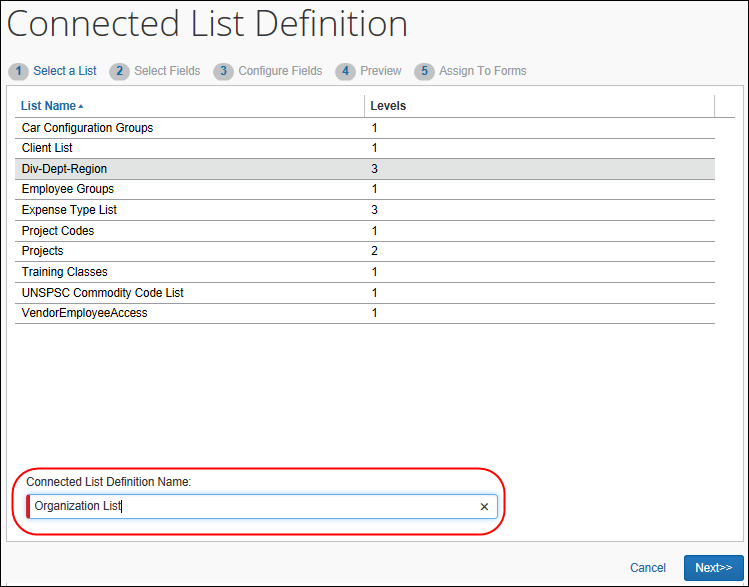 Connected List Definition
1 Select a List 2 Select Fields 3 Configure Fields 4 Preview 5 Assign To Forms
List Name Levels
Car Configuration Groups 1
Client List 1
Div-Dept-Region 3
Employee Groups 1
Expense Type List 3
Project Codes 1
Projects 2
Training Classes 1
UNSPSC Commodity Code List 1
VendorEmployeeAccess 1
Connected List Definition Name:
Organization List
Cancel Next>>